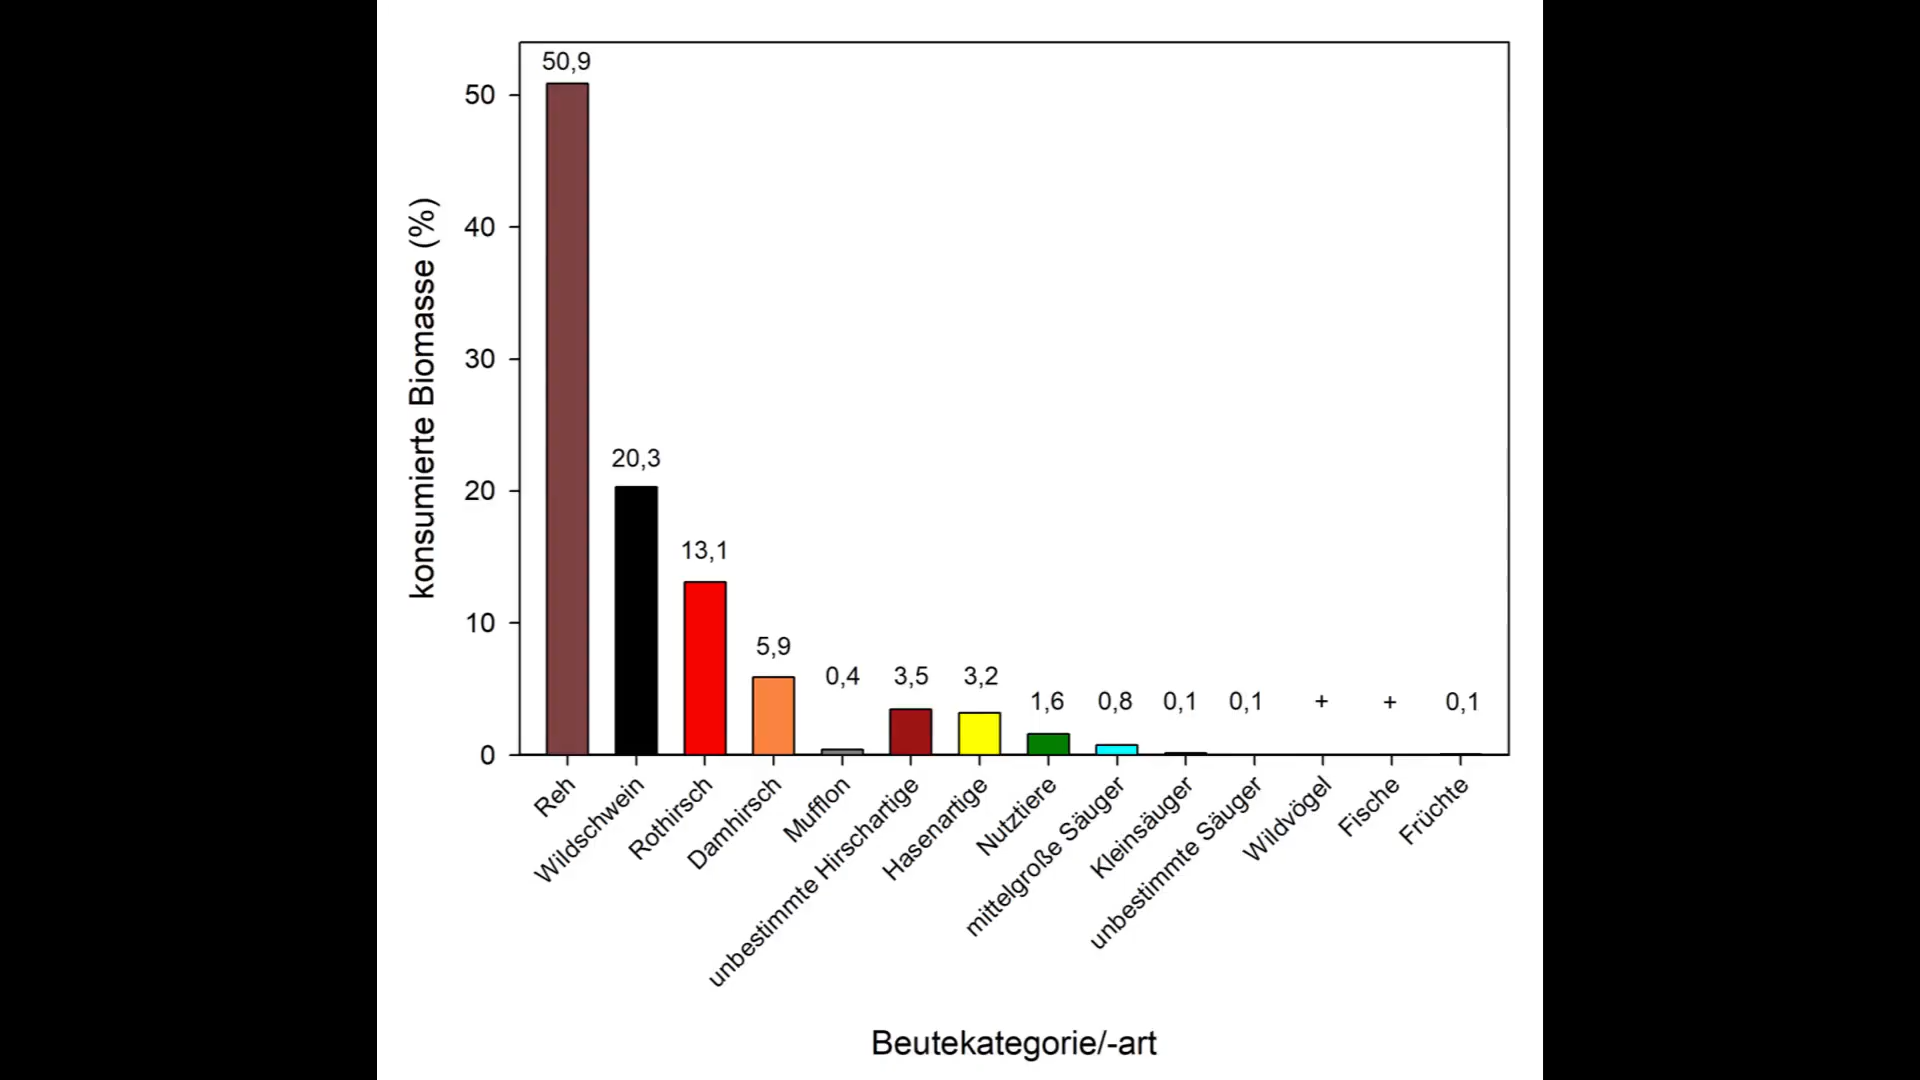 50,9
50
40
30
20
10
0
konsumierte Biomasse (%)
20,3
13,1
5,9
0,4
3,5
3,2
1,6
0,8
0,1
0,1
+
+
0,1
Reh
Wildschwein
Rothirsch
Damhirsch
Mufflon
unbestimmte Hirschartige
Hasenartige
Nutztiere
mittelgroße Säuger
Kleinsäuger
unbestimmte Säuger
Wildvögel
Fische
Früchte
Beutekategorie/-art